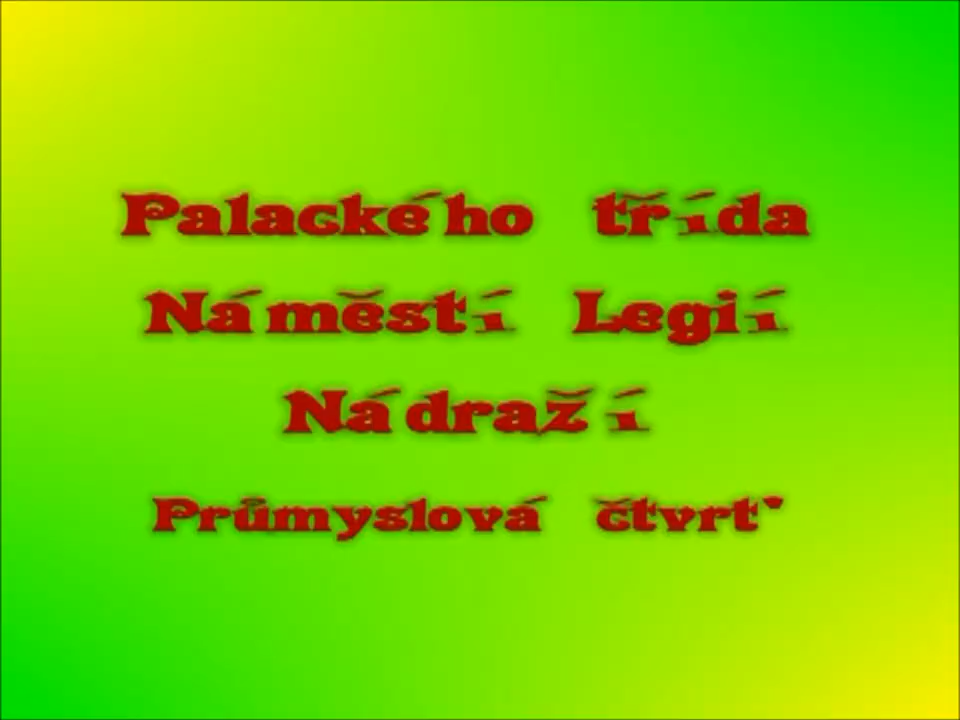 Palackého třída
Náměstí Legií
Nádraží
Průmyslová čtvrť